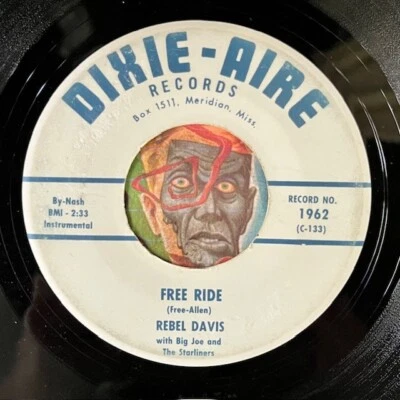 DIXIE-AIRE
RECORDS
Box 1511, Meridian, Miss.
By-Nash
BMI - 2:33
Instrumental
RECORD NO.
1962
(C-133)
FREE RIDE
(Free-Allen)
REBEL DAVIS
with Big Joe and
The Starliners